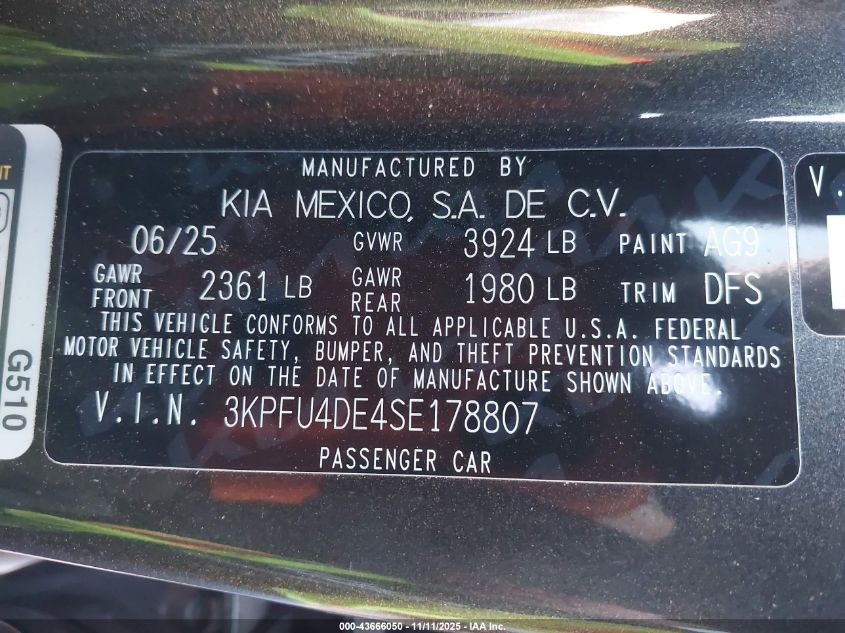 MANUFACTURED BY
KIA MEXICO, S.A. DE C.V.
06/25 GVWR 3924 LB PAINT AG9
GAWR FRONT 2361 LB GAWR REAR 1980 LB TRIM DFS
THIS VEHICLE CONFORMS TO ALL APPLICABLE U.S.A. FEDERAL
MOTOR VEHICLE SAFETY, BUMPER, AND THEFT PREVENTION STANDARDS
IN EFFECT ON THE DATE OF MANUFACTURE SHOWN ABOVE.
V.I.N. 3KPFU4DE4SE178807
PASSENGER CAR
G510
V.
000-43666050 - 11/11/2025 - IAA Inc.